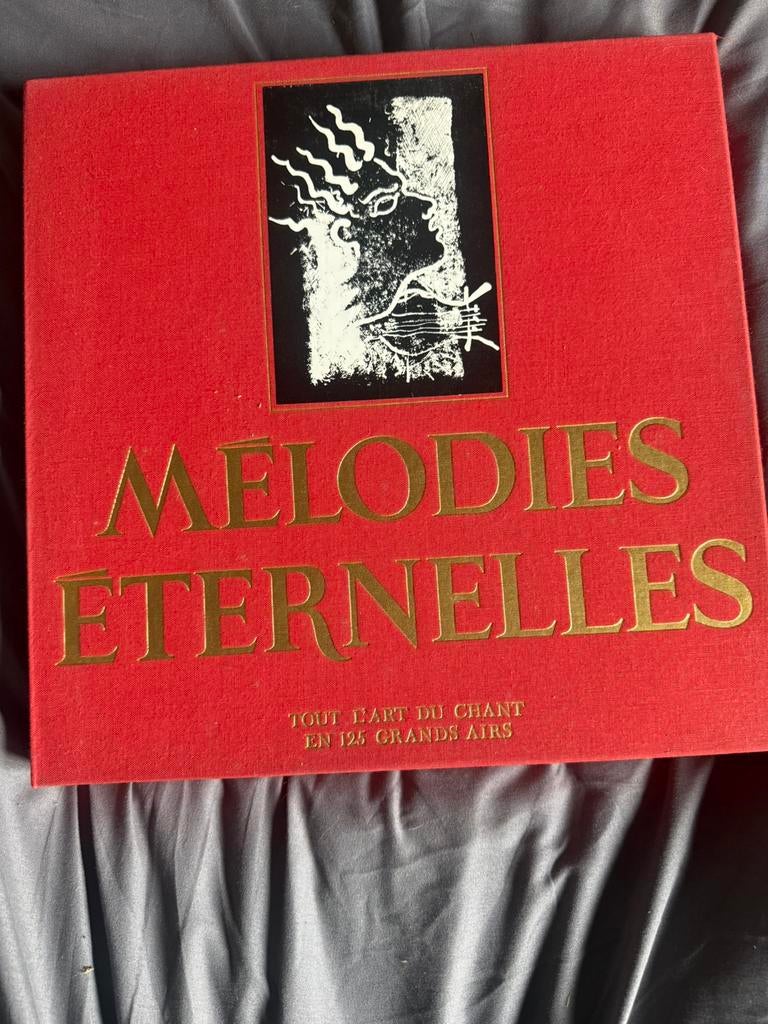 MÉLODIES
ÉTERNELLES
TOUT L'ART DU CHANT
EN 125 GRANDS AIRS